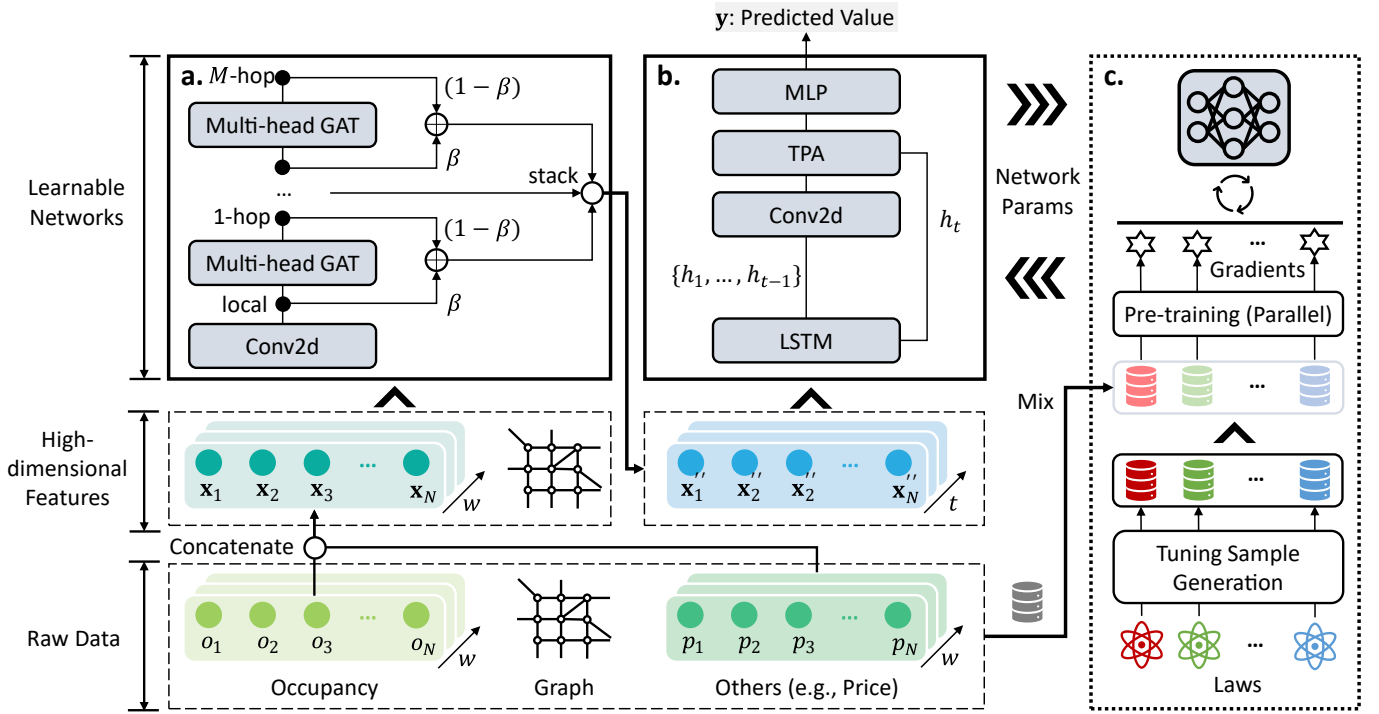 y: Predicted Value
a.
M-hop
(1 − β)
Multi-head GAT
β
...
stack
1-hop
(1 − β)
Multi-head GAT
local
β
Conv2d
Learnable
Networks
b.
MLP
TPA
Conv2d
h_t
{h_1, ... , h_{t−1}}
LSTM
Network
Params
c.
...
Gradients
Pre-training (Parallel)
...
Mix
...
Tuning Sample
Generation
...
Laws
High-
dimensional
Features
...
x_1 x_2 x_3 x_N
w
...
x''_1 x''_2 x''_2 x''_N
t
Concatenate
Raw Data
...
o_1 o_2 o_3 o_N
w
...
p_1 p_2 p_3 p_N
w
Occupancy
Graph
Others (e.g., Price)